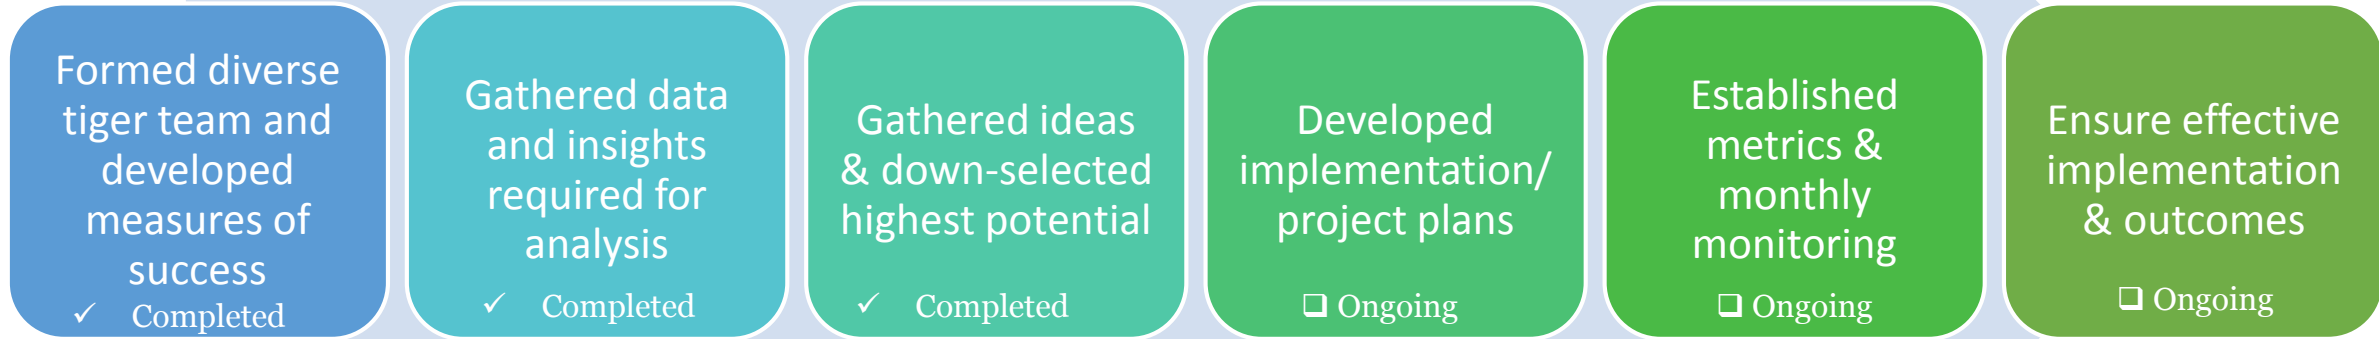 Formed diverse
tiger team and
developed
measures of
success
✓ Completed
Gathered data
and insights
required for
analysis
✓ Completed
Gathered ideas
& down-selected
highest potential
✓ Completed
Developed
implementation/
project plans
❑ Ongoing
Established
metrics &
monthly
monitoring
❑ Ongoing
Ensure effective
implementation
& outcomes
❑ Ongoing